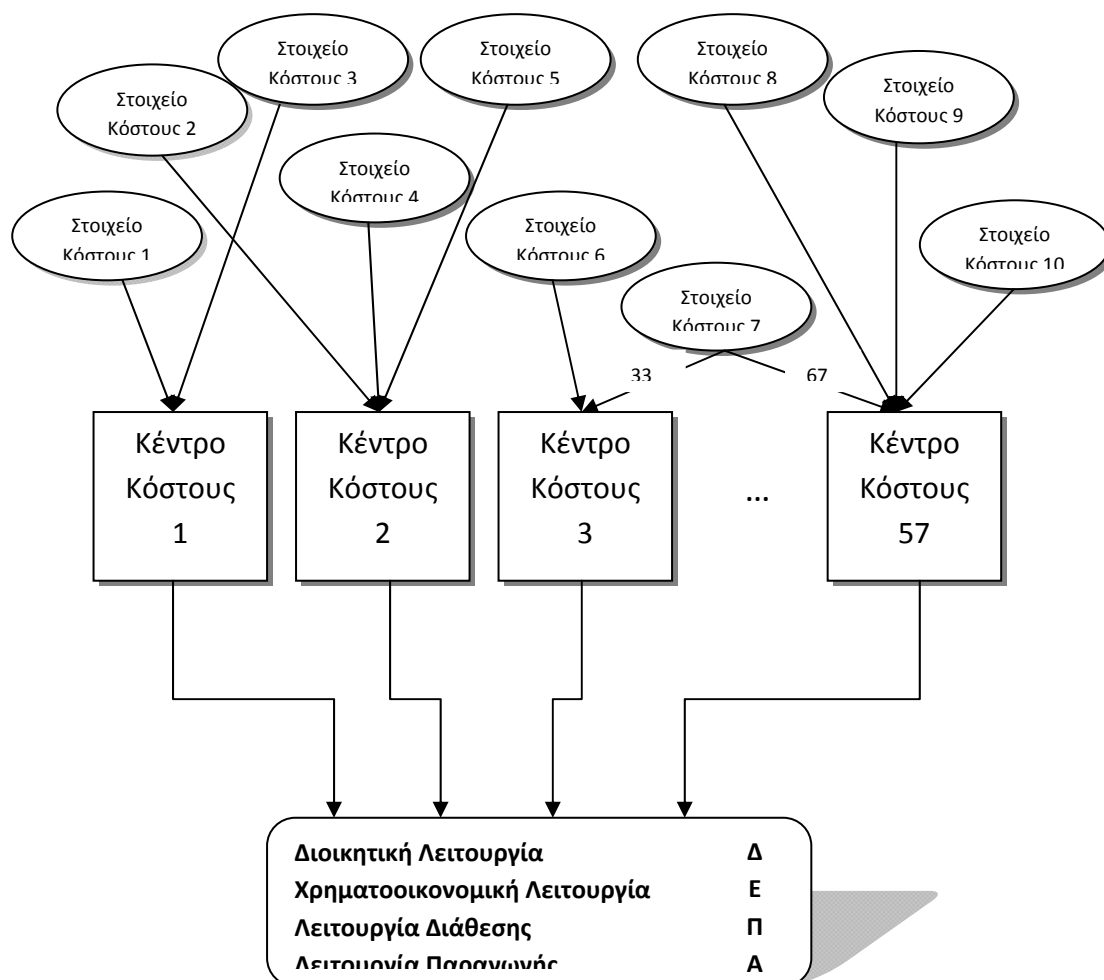 Στοιχείο
Κόστους 3
Στοιχείο
Κόστους 5
Στοιχείο
Κόστους 8
Στοιχείο
Κόστους 9
Στοιχείο
Κόστους 2
Στοιχείο
Κόστους 4
Στοιχείο
Κόστους 1
Στοιχείο
Κόστους 6
Στοιχείο
Κόστους 10
Στοιχείο
Κόστους 7
33
67
Κέντρο
Κόστους
1
Κέντρο
Κόστους
2
Κέντρο
Κόστους
3
...
Κέντρο
Κόστους
57
Διοικητική Λειτουργία Δ
Χρηματοοικονομική Λειτουργία Ε
Λειτουργία Διάθεσης Π
Λειτουργία Παραγωγής Α